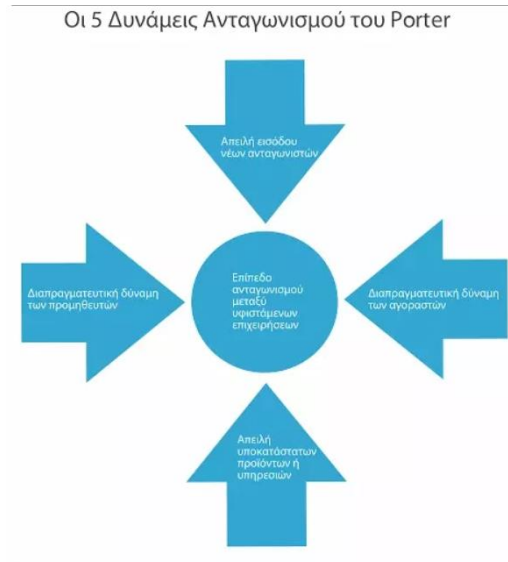 Οι 5 Δυνάμεις Ανταγωνισμού του Porter
Απειλή εισόδου
νέων ανταγωνιστών
Διαπραγματευτική δύναμη
των προμηθευτών
Επίπεδο
ανταγωνισμού
μεταξύ
υφιστάμενων
επιχειρήσεων
Διαπραγματευτική δύναμη
των αγοραστών
Απειλή
υποκατάστατων
προϊόντων ή
υπηρεσιών